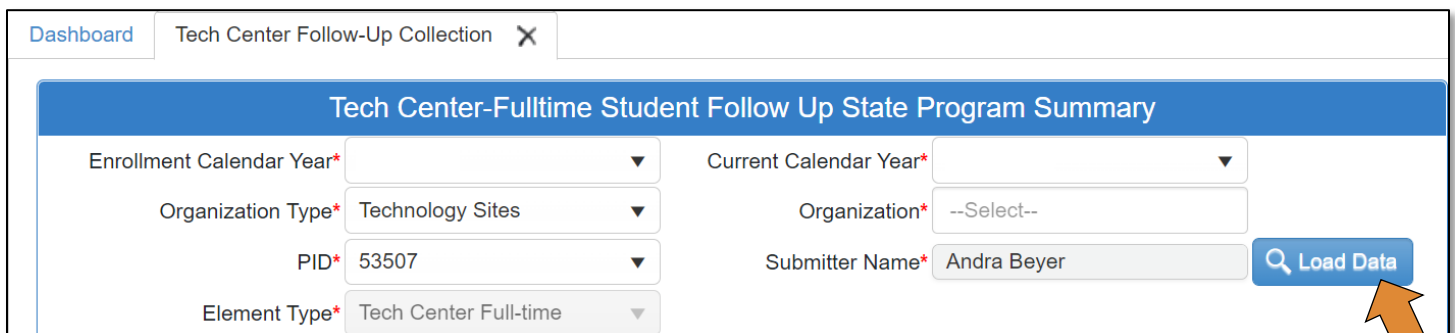 Dashboard Tech Center Follow-Up Collection
Tech Center-Fulltime Student Follow Up State Program Summary
Enrollment Calendar Year* Current Calendar Year*
Organization Type* Technology Sites Organization* --Select--
PID* 53507 Submitter Name* Andra Beyer Load Data
Element Type* Tech Center Full-time